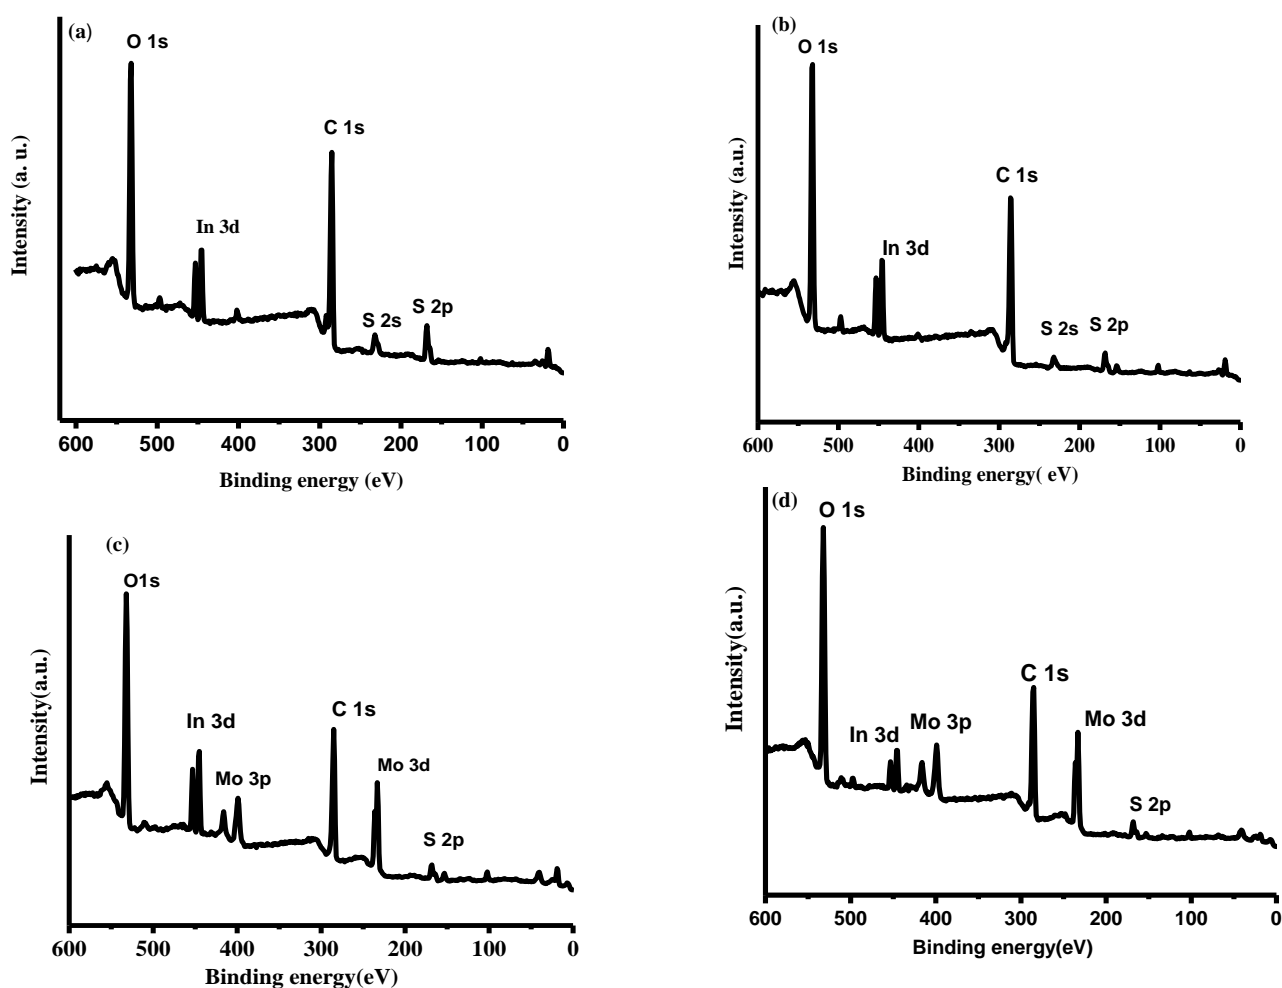 (a)
O 1s
C 1s
In 3d
S 2s
S 2p
Intensity (a. u.)
600 500 400 300 200 100 0
Binding energy (eV)
(b)
O 1s
C 1s
In 3d
S 2s
S 2p
Intensity (a.u.)
600 500 400 300 200 100 0
Binding energy( eV)
(c)
O1s
In 3d
C 1s
Mo 3p
Mo 3d
S 2p
Intensity(a.u.)
600 500 400 300 200 100 0
Binding energy(eV)
(d)
O 1s
C 1s
In 3d
Mo 3p
Mo 3d
S 2p
Intensity(a.u.)
600 500 400 300 200 100 0
Binding energy(eV)